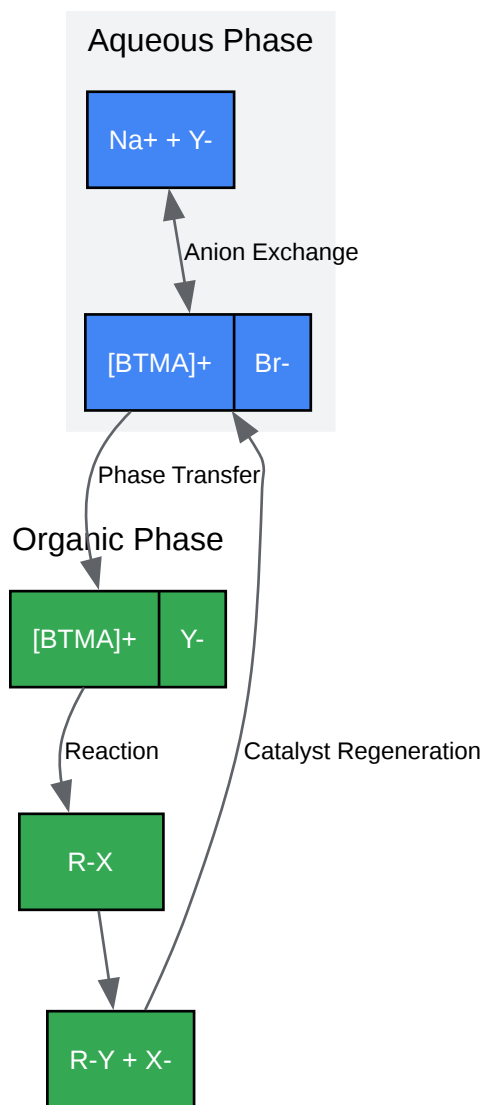 Aqueous Phase
Na+ + Y-
Anion Exchange
[BTMA]+ Br-
Phase Transfer
Organic Phase
[BTMA]+ Y-
Reaction
Catalyst Regeneration
R-X
R-Y + X-